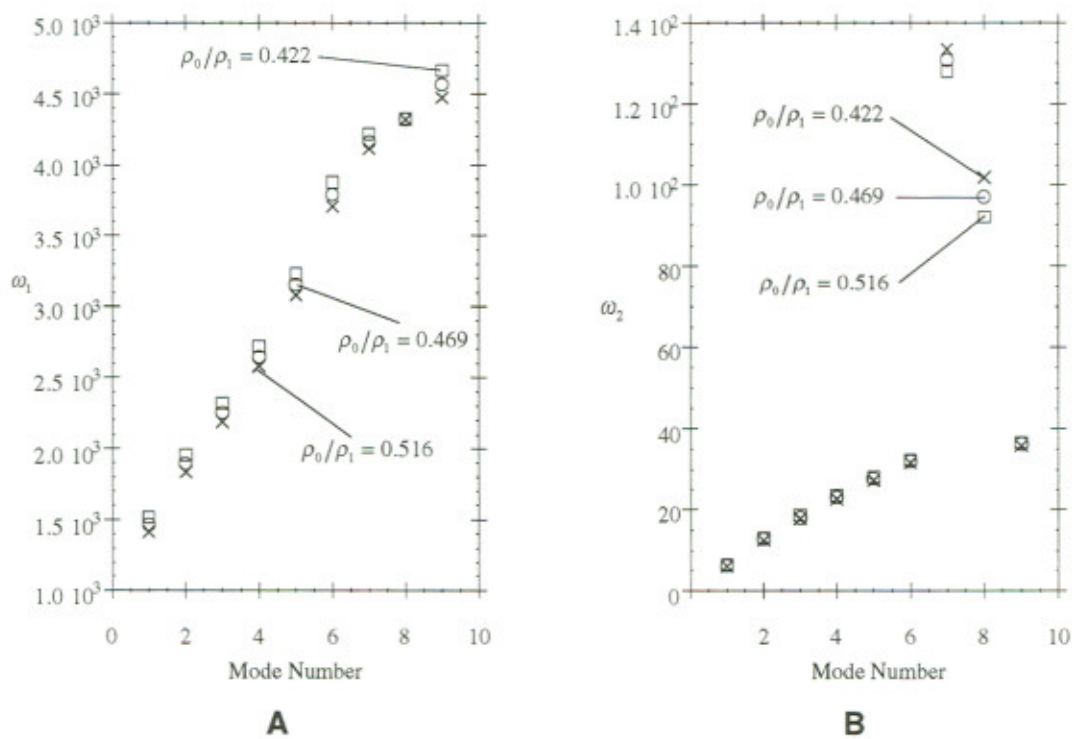 5.0 10³
4.5 10³
4.0 10³
3.5 10³
3.0 10³
2.5 10³
2.0 10³
1.5 10³
1.0 10³
ω₁
ρ₀/ρ₁ = 0.422
ρ₀/ρ₁ = 0.469
ρ₀/ρ₁ = 0.516
0 2 4 6 8 10
Mode Number
A
1.4 10²
1.2 10²
1.0 10²
80
60
40
20
0
ω₂
ρ₀/ρ₁ = 0.422
ρ₀/ρ₁ = 0.469
ρ₀/ρ₁ = 0.516
2 4 6 8 10
Mode Number
B